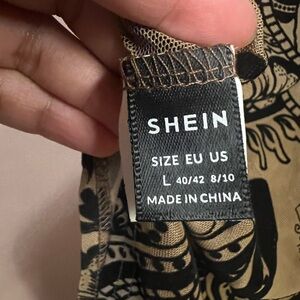 SHEIN
SIZE EU US
L 40/42 8/10
MADE IN CHINA